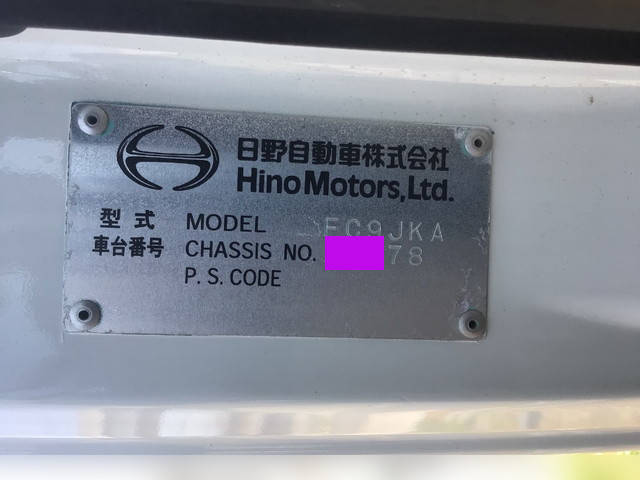 日野自動車株式会社
Hino Motors, Ltd.
型式 MODEL FC9JKA
車台番号 CHASSIS NO. 78
P. S. CODE